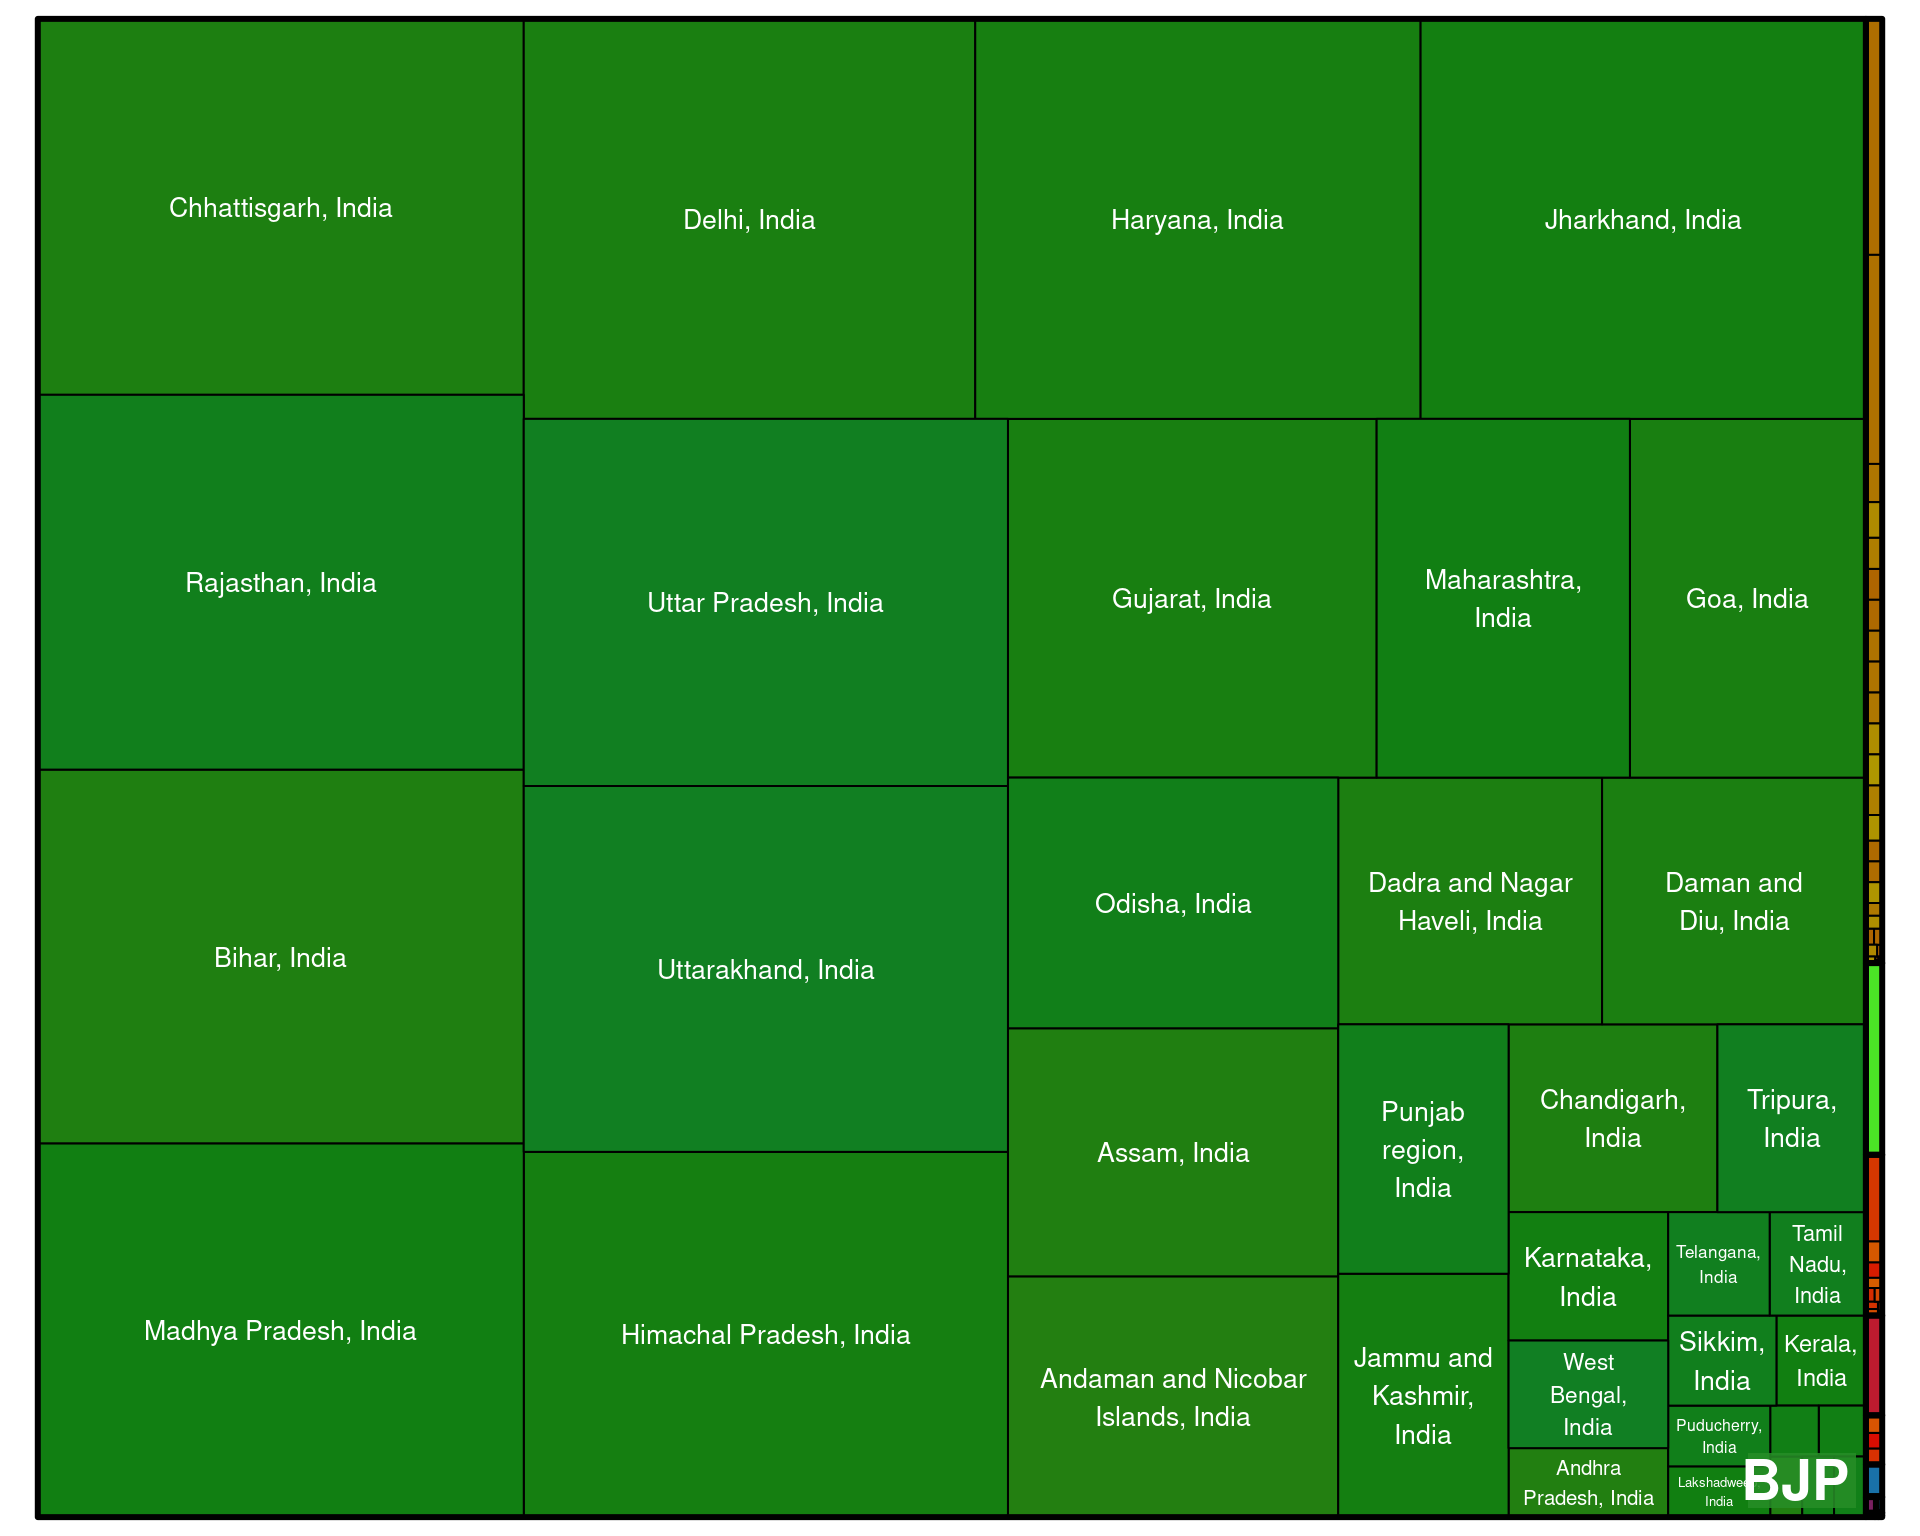 Chhattisgarh, India
Delhi, India
Haryana, India
Jharkhand, India
Rajasthan, India
Uttar Pradesh, India
Gujarat, India
Maharashtra,
India
Goa, India
Bihar, India
Uttarakhand, India
Odisha, India
Dadra and Nagar
Haveli, India
Daman and
Diu, India
Assam, India
Punjab
region,
India
Chandigarh,
India
Tripura,
India
Madhya Pradesh, India
Himachal Pradesh, India
Andaman and Nicobar
Islands, India
Jammu and
Kashmir,
India
Karnataka,
India
Telangana,
India
Tamil
Nadu,
India
West
Bengal,
India
Sikkim,
India
Kerala,
India
Andhra
Pradesh, India
Puducherry,
India
India
BJP